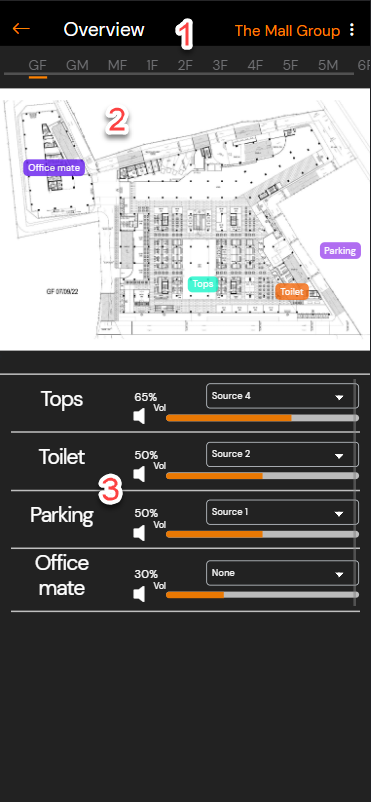 Overview
1
The Mall Group
GF GM MF 1F 2F 3F 4F 5F 5M 6F
2
Office mate
Parking
Tops
Toilet
GF 07/09/22
Tops
65%
Vol
Source 4
Toilet
50%
Vol
Source 2
3
Parking
50%
Vol
Source 1
Office
mate
30%
Vol
None